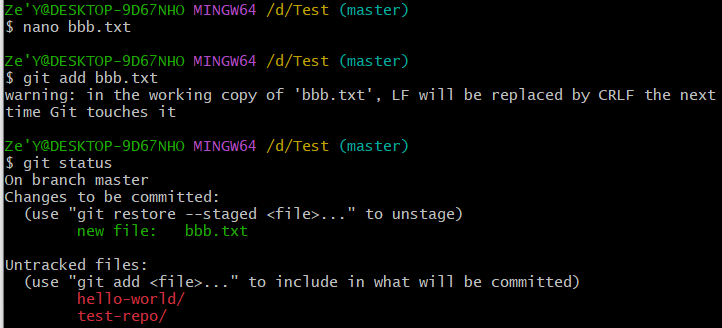 Ze'Y@DESKTOP-9D67NHO MINGW64 /d/Test (master)
$ nano bbb.txt
Ze'Y@DESKTOP-9D67NHO MINGW64 /d/Test (master)
$ git add bbb.txt
warning: in the working copy of 'bbb.txt', LF will be replaced by CRLF the next
time Git touches it
Ze'Y@DESKTOP-9D67NHO MINGW64 /d/Test (master)
$ git status
On branch master
Changes to be committed:
  (use "git restore --staged <file>..." to unstage)
        new file:   bbb.txt
Untracked files:
  (use "git add <file>..." to include in what will be committed)
        hello-world/
        test-repo/